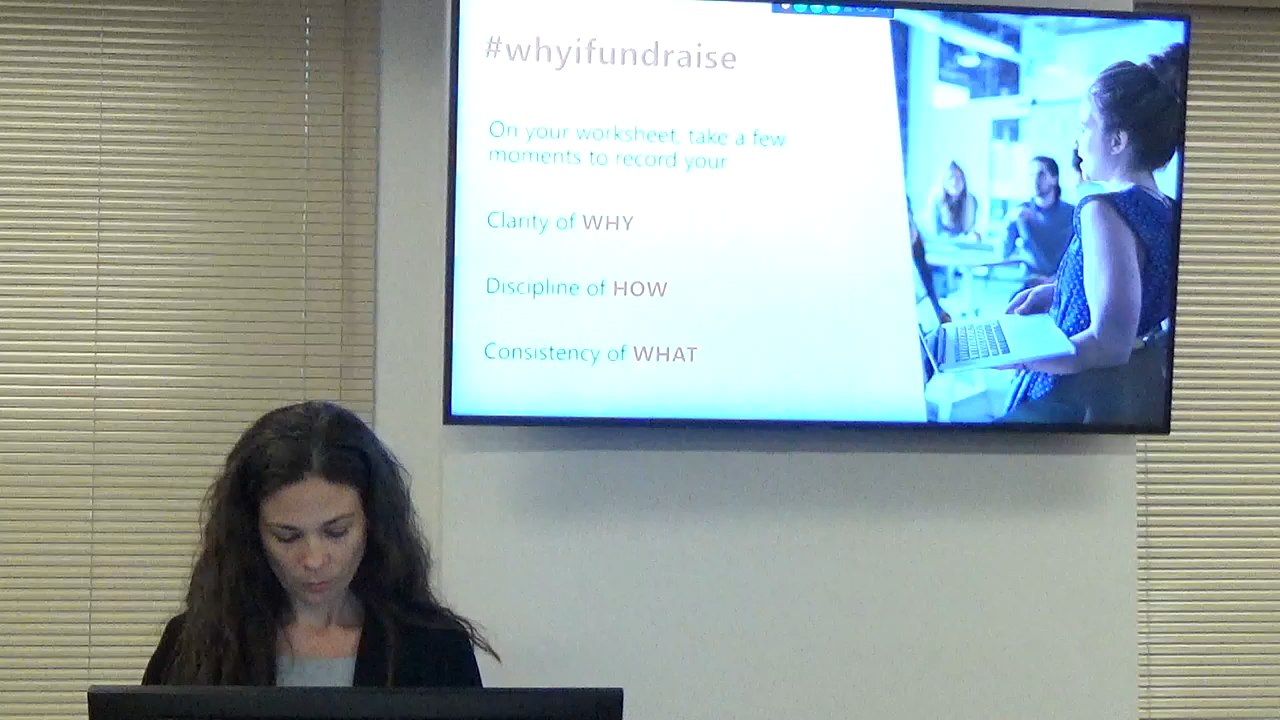 #whyifundraise
On your worksheet, take a few
moments to record your
Clarity of WHY
Discipline of HOW
Consistency of WHAT